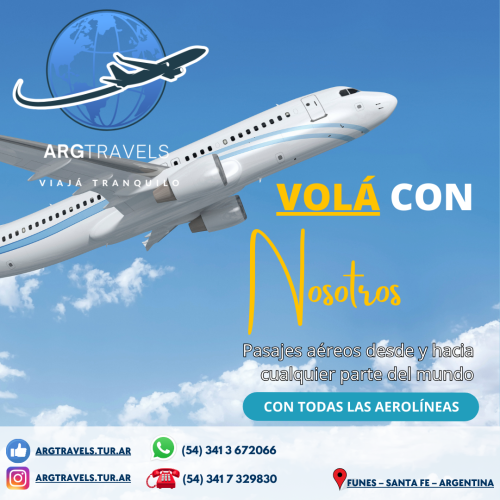 ARGTRAVELS
VIAJÁ TRANQUILO
VOLÁ CON
Nosotros
Pasajes aéreos desde y hacia
cualquier parte del mundo
CON TODAS LAS AEROLÍNEAS
ARGTRAVELS.TUR.AR
(54) 341 3 672066
ARGTRAVELS.TUR.AR
(54) 341 7 329830
FUNES – SANTA FE – ARGENTINA